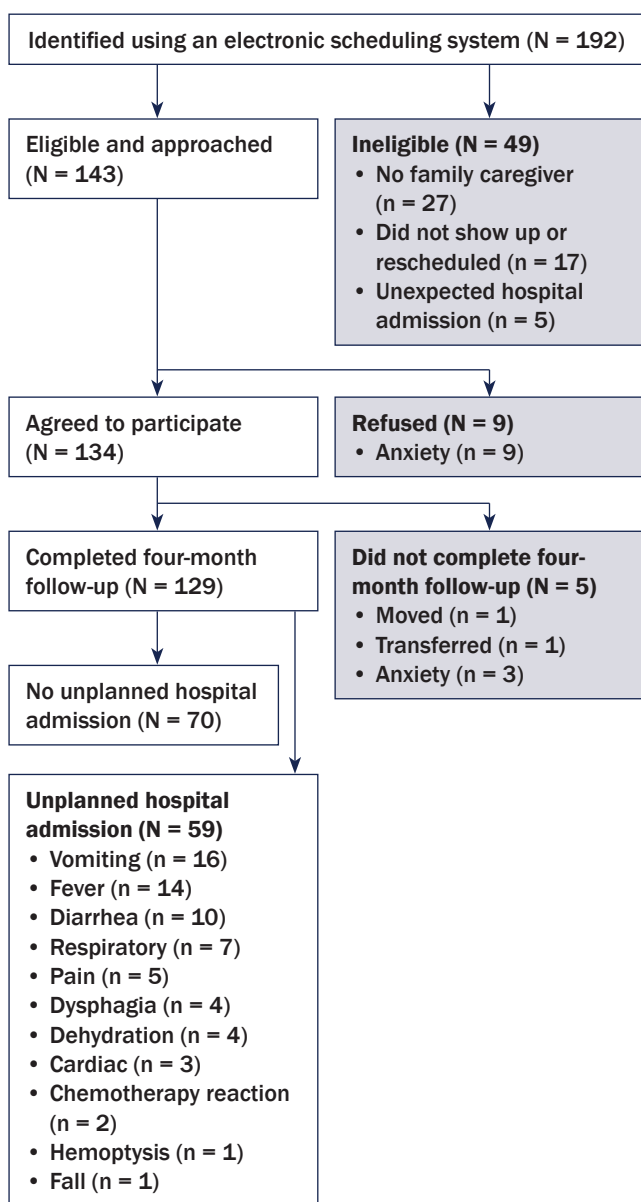 Identified using an electronic scheduling system (N = 192)
Eligible and approached
(N = 143)
Ineligible (N = 49)
• No family caregiver
(n = 27)
• Did not show up or
rescheduled (n = 17)
• Unexpected hospital
admission (n = 5)
Agreed to participate
(N = 134)
Refused (N = 9)
• Anxiety (n = 9)
Completed four-month
follow-up (N = 129)
Did not complete four-
month follow-up (N = 5)
• Moved (n = 1)
• Transferred (n = 1)
• Anxiety (n = 3)
No unplanned hospital
admission (N = 70)
Unplanned hospital
admission (N = 59)
• Vomiting (n = 16)
• Fever (n = 14)
• Diarrhea (n = 10)
• Respiratory (n = 7)
• Pain (n = 5)
• Dysphagia (n = 4)
• Dehydration (n = 4)
• Cardiac (n = 3)
• Chemotherapy reaction
(n = 2)
• Hemoptysis (n = 1)
• Fall (n = 1)